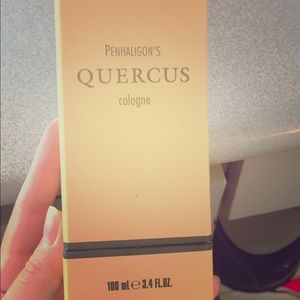 PENHALIGON'S
QUERCUS
cologne
100 mL e 3.4 FL.OZ.